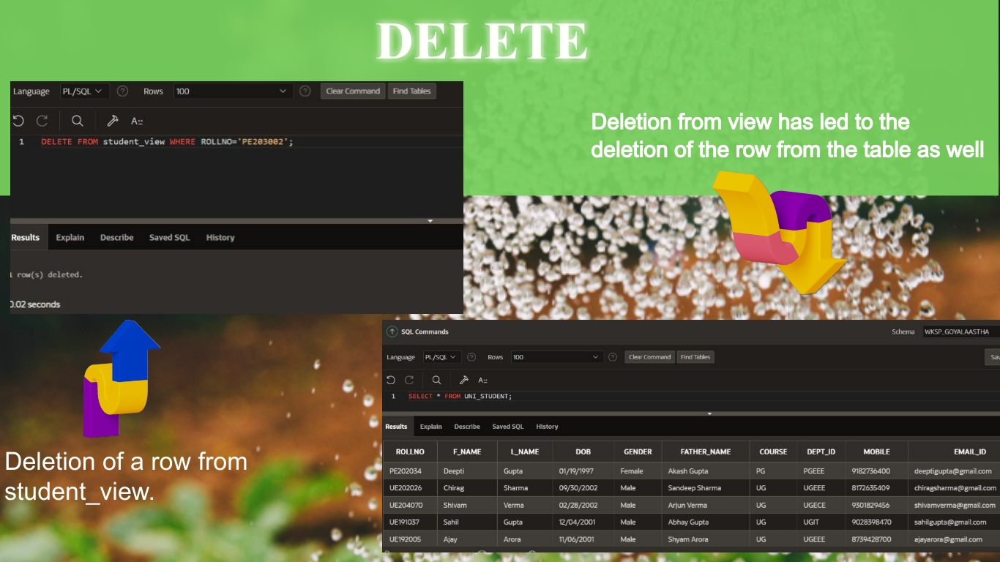 DELETE
Language PL/SQL Rows 100 Clear Command Find Tables
A::
1 DELETE FROM student_view WHERE ROLLNO='PE203002';
Results Explain Describe Saved SQL History
1 row(s) deleted.
0.02 seconds
Deletion from view has led to the
deletion of the row from the table as well
Deletion of a row from
student_view.
SQL Commands Schema WKSP_GOYALAASTHA
Language PL/SQL Rows 100 Clear Command Find Tables Sav
A::
1 SELECT * FROM UNI_STUDENT;
Results Explain Describe Saved SQL History
ROLLNO F_NAME L_NAME DOB GENDER FATHER_NAME COURSE DEPT_ID MOBILE EMAIL_ID
PE202034 Deepti Gupta 01/19/1997 Female Akash Gupta PG PGEEE 9182736400 deeptigupta@gmail.com
UE202026 Chirag Sharma 09/30/2002 Male Sandeep Sharma UG UGEEE 8172635409 chiragsharma@gmail.com
UE204070 Shivam Verma 02/28/2002 Male Arjun Verma UG UGECE 9301829456 shivamverma@gmail.com
UE191037 Sahil Gupta 12/04/2001 Male Abhay Gupta UG UGIT 9028398470 sahilgupta@gmail.com
UE192005 Ajay Arora 11/06/2001 Male Shyam Arora UG UGEEE 8739428700 ajayarora@gmail.com